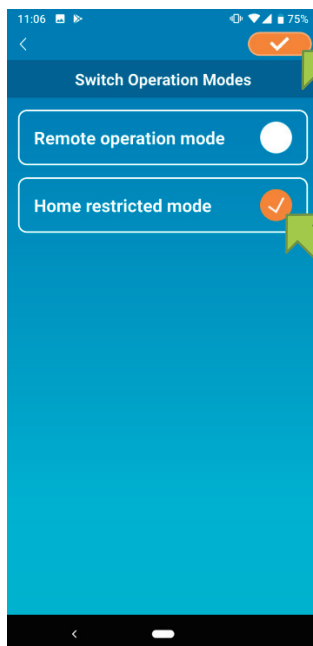 11:06 75%
Switch Operation Modes
Remote operation mode
Home restricted mode